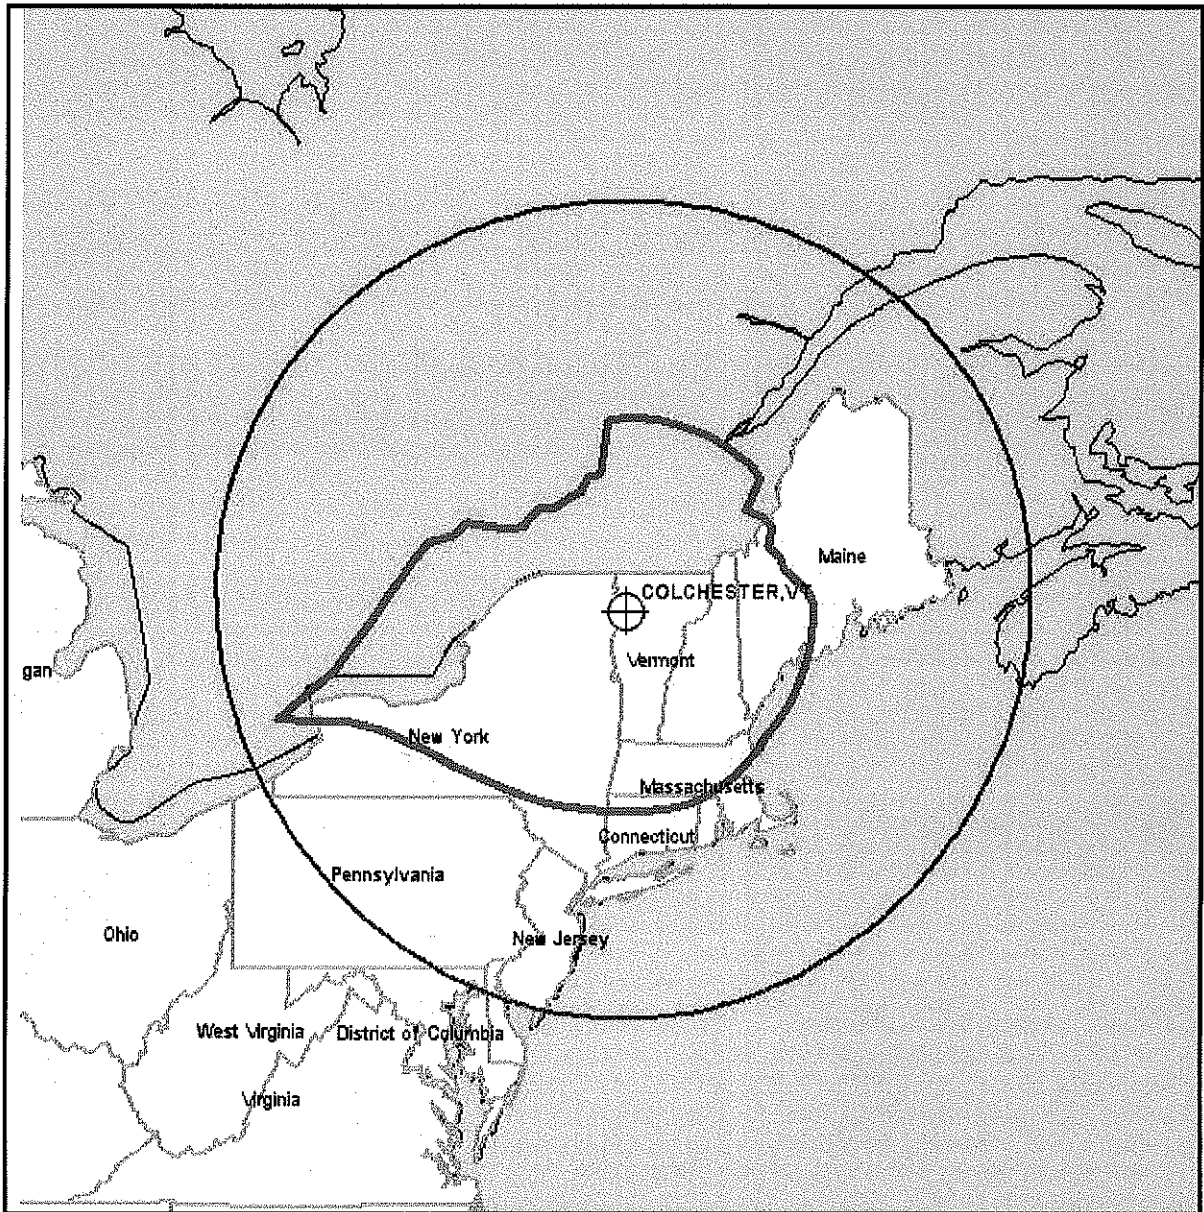 Maine
COLCHESTER,VT
Vermont
gan
New York
Massachusetts
Connecticut
Pennsylvania
Ohio
New Jersey
West Virginia
District of Columbia
Virginia